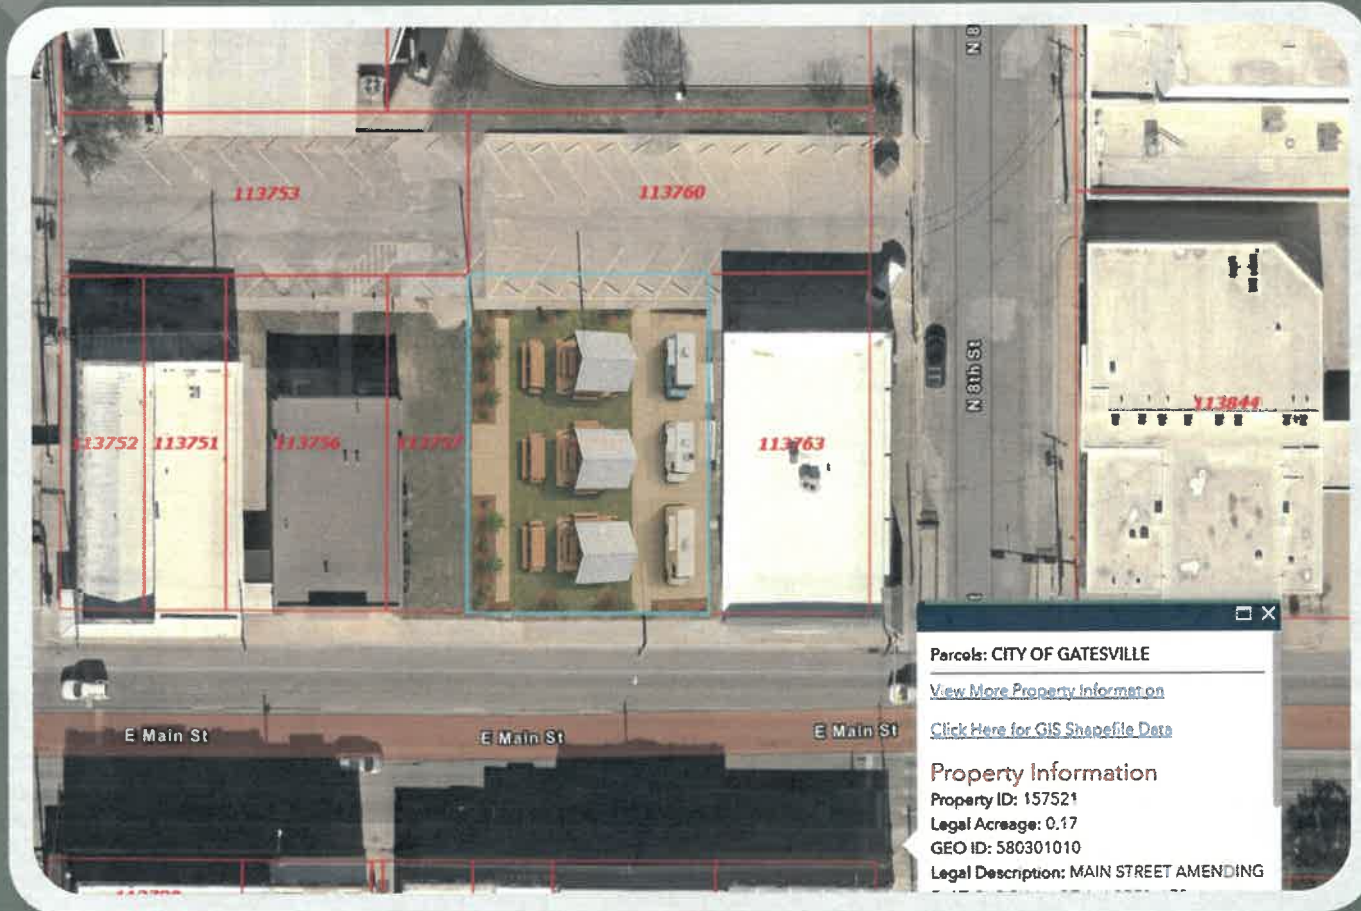 N 8
113753
113760
N 8th St
113752
113751
113756
113757
113763
113844
Parcels: CITY OF GATESVILLE
View More Property Information
Click Here for GIS Shapefile Data
E Main St
E Main St
E Main St
Property Information
Property ID: 157521
Legal Acreage: 0.17
GEO ID: 580301010
Legal Description: MAIN STREET AMENDING